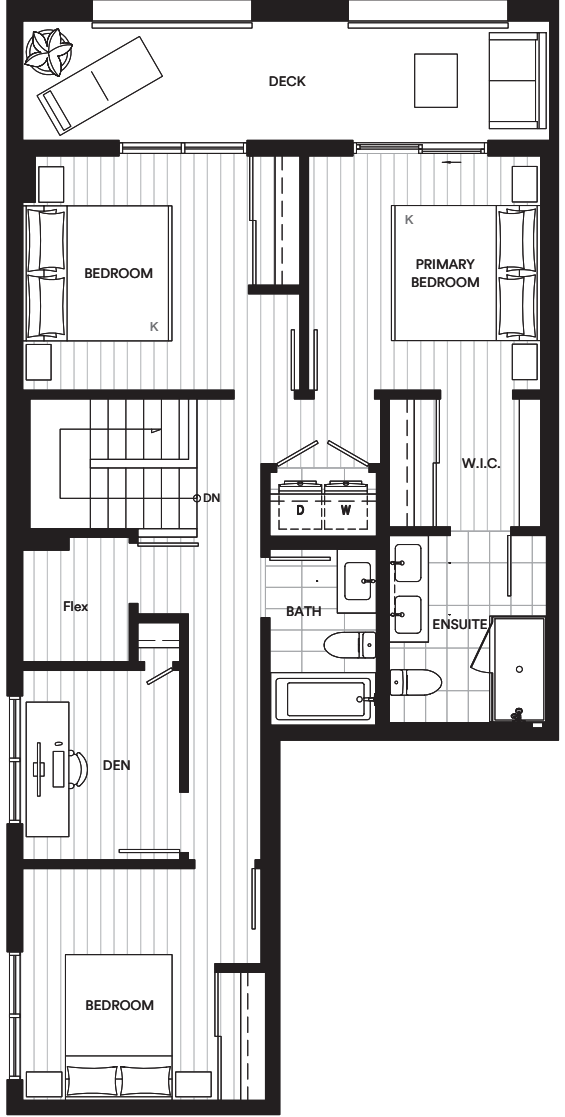 DECK
BEDROOM
K
K
PRIMARY
BEDROOM
W.I.C.
DN
D
W
Flex
BATH
ENSUITE
DEN
BEDROOM